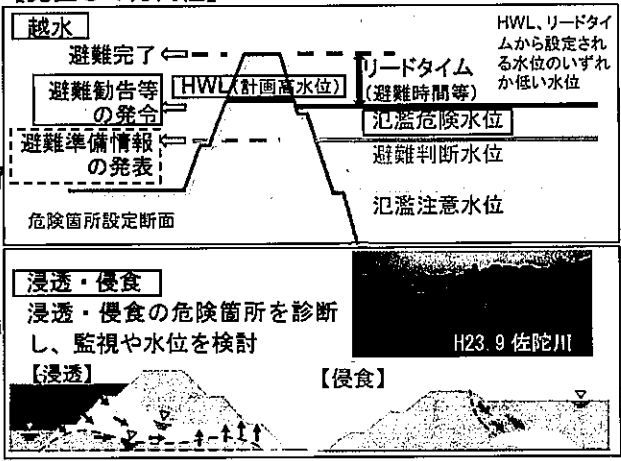 越水
避難完了
HWL、リードタイ
ムから設定され
る水位のいずれ
か低い水位
リードタイム
(避難時間等)
HWL(計画高水位)
避難勧告等
の発令
氾濫危険水位
避難準備情報
の発表
避難判断水位
氾濫注意水位
危険箇所設定断面
浸透・侵食
浸透・侵食の危険箇所を診断
し、監視や水位を検討
H23.9 佐陀川
【浸透】
【侵食】